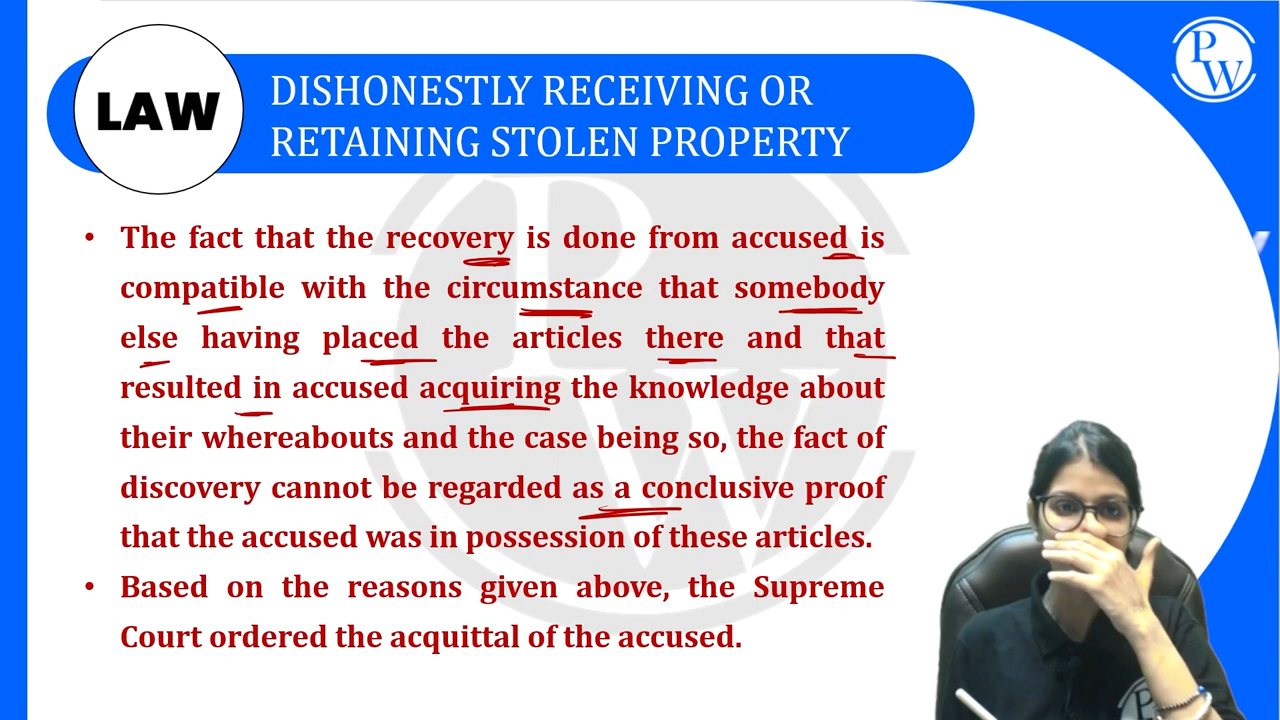 LAW
DISHONESTLY RECEIVING OR
RETAINING STOLEN PROPERTY
PW
• The fact that the recovery is done from accused is
compatible with the circumstance that somebody
else having placed the articles there and that
resulted in accused acquiring the knowledge about
their whereabouts and the case being so, the fact of
discovery cannot be regarded as a conclusive proof
that the accused was in possession of these articles.
• Based on the reasons given above, the Supreme
Court ordered the acquittal of the accused.